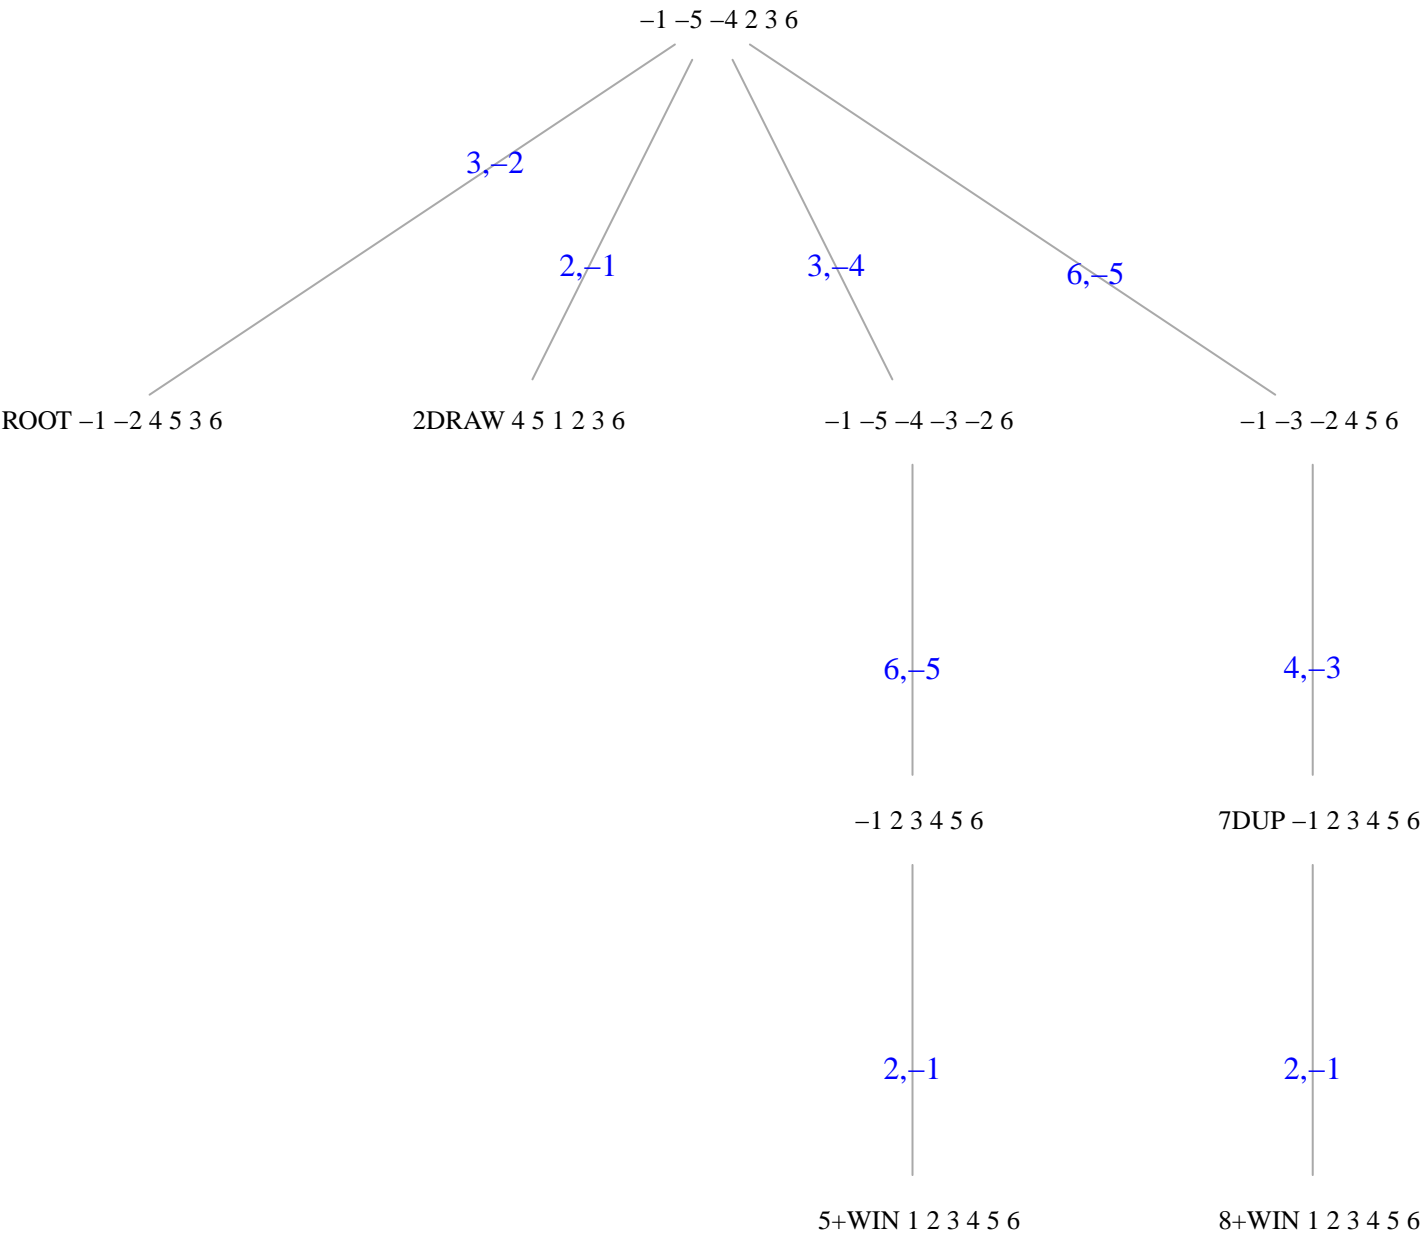 –1 –5 –4 2 3 6
3,–2
2,–1
3,–4
6,–5
ROOT –1 –2 4 5 3 6
2DRAW 4 5 1 2 3 6
–1 –5 –4 –3 –2 6
–1 –3 –2 4 5 6
6,–5
4,–3
–1 2 3 4 5 6
7DUP –1 2 3 4 5 6
2,–1
2,–1
5+WIN 1 2 3 4 5 6
8+WIN 1 2 3 4 5 6